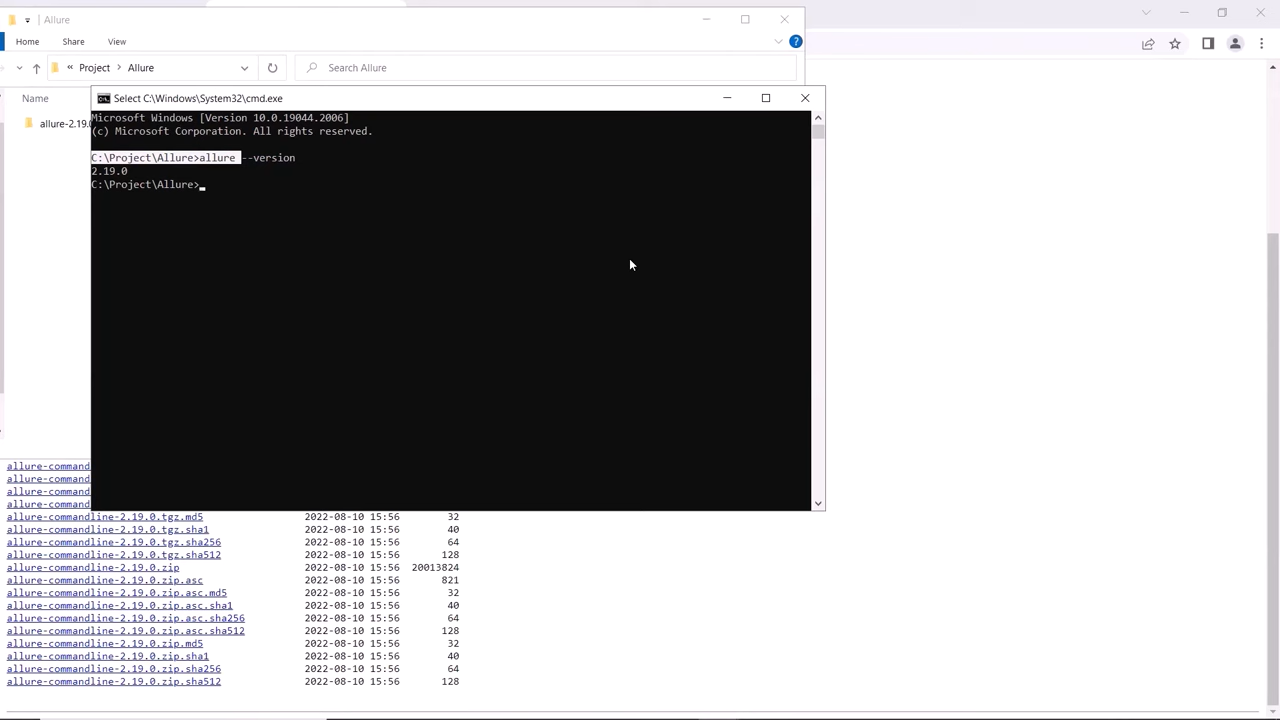 Allure
Home Share View
« Project > Allure
Search Allure
Name
allure-2.19.0
Select C:\Windows\System32\cmd.exe
Microsoft Windows [Version 10.0.19044.2006]
(c) Microsoft Corporation. All rights reserved.
C:\Project\Allure>allure --version
2.19.0
C:\Project\Allure>
allure-command
allure-command
allure-command
allure-command
allure-commandline-2.19.0.tgz.md5 2022-08-10 15:56 32
allure-commandline-2.19.0.tgz.sha1 2022-08-10 15:56 40
allure-commandline-2.19.0.tgz.sha256 2022-08-10 15:56 64
allure-commandline-2.19.0.tgz.sha512 2022-08-10 15:56 128
allure-commandline-2.19.0.zip 2022-08-10 15:56 20013824
allure-commandline-2.19.0.zip.asc 2022-08-10 15:56 821
allure-commandline-2.19.0.zip.asc.md5 2022-08-10 15:56 32
allure-commandline-2.19.0.zip.asc.sha1 2022-08-10 15:56 40
allure-commandline-2.19.0.zip.asc.sha256 2022-08-10 15:56 64
allure-commandline-2.19.0.zip.asc.sha512 2022-08-10 15:56 128
allure-commandline-2.19.0.zip.md5 2022-08-10 15:56 32
allure-commandline-2.19.0.zip.sha1 2022-08-10 15:56 40
allure-commandline-2.19.0.zip.sha256 2022-08-10 15:56 64
allure-commandline-2.19.0.zip.sha512 2022-08-10 15:56 128